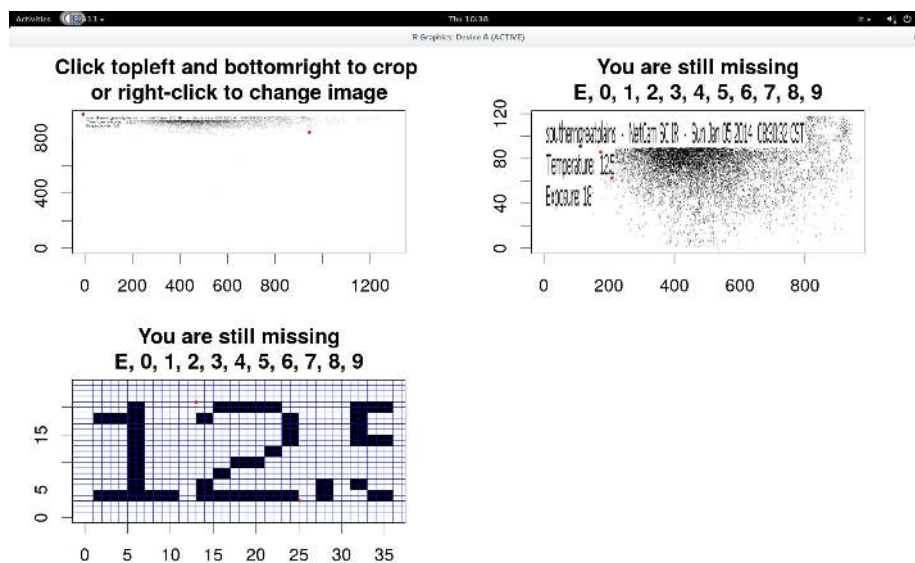 Activities
Thu 10:36
R Graphics: Device 6 (ACTIVE)
Click topleft and bottomright to crop
or right-click to change image
800
400
0
0 200 400 600 800 1200
You are still missing
E, 0, 1, 2, 3, 4, 5, 6, 7, 8, 9
120
80
40
0
southerngreatplains - NetCam SC IR - Sun Jan 05 2014 08:30:32 CST
Temperature: 12.5
Exposure: 18
0 200 400 600 800
You are still missing
E, 0, 1, 2, 3, 4, 5, 6, 7, 8, 9
15
5
0
12.5
0 5 10 15 20 25 30 35